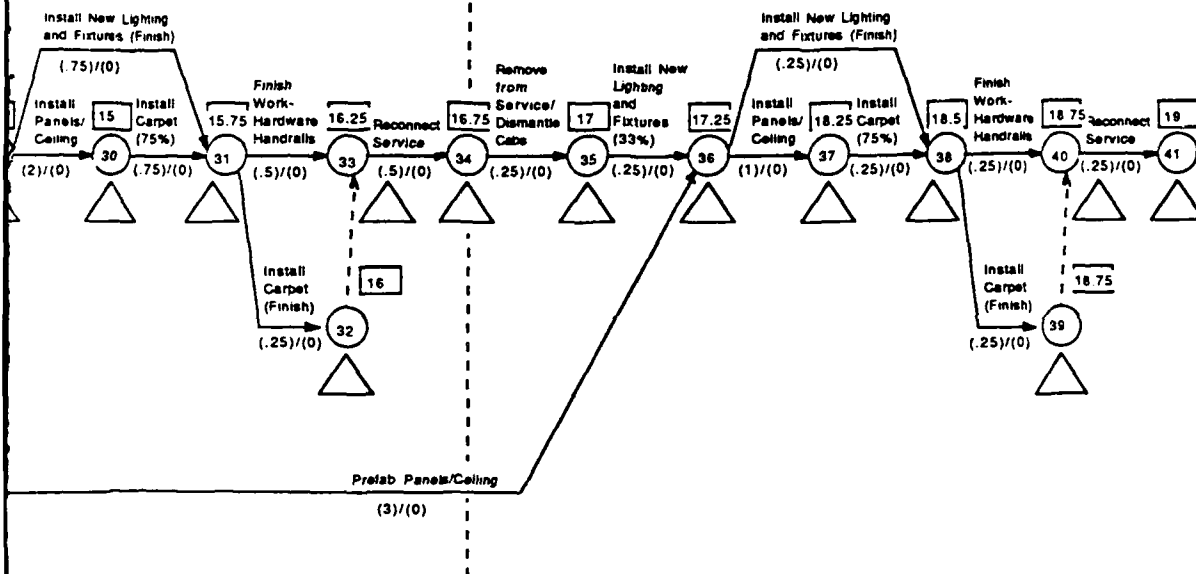 Install New Lighting
and Fixtures (Finish)
(.75)/(0)
Install New Lighting
and Fixtures (Finish)
(.25)/(0)
Install
Panels/
Ceiling
(2)/(0)
15
30
Install
Carpet
(75%)
(.75)/(0)
15.75
31
Finish
Work-
Hardware
Handrails
(.5)/(0)
16.25
33
Reconnect
Service
(.5)/(0)
16.75
34
Remove
from
Service/
Dismantle
Cabs
(.25)/(0)
17
35
Install New
Lighting
and
Fixtures
(33%)
(.25)/(0)
17.25
36
Install
Panels/
Ceiling
(1)/(0)
18.25
37
Install
Carpet
(75%)
(.25)/(0)
18.5
38
Finish
Work-
Hardware
Handrails
(.25)/(0)
18.75
40
Reconnect
Service
(.25)/(0)
19
41
Install
Carpet
(Finish)
(.25)/(0)
16
32
Install
Carpet
(Finish)
(.25)/(0)
18.75
39
Prefab Panels/Ceiling
(3)/(0)